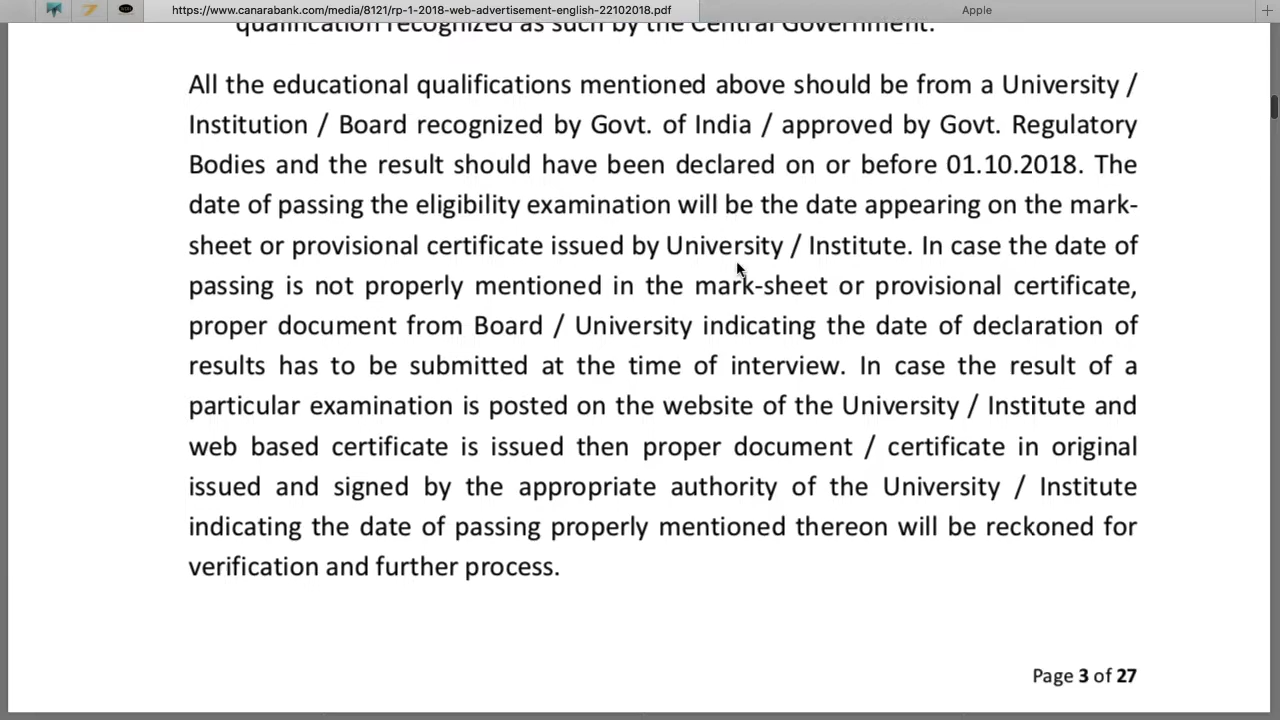 https://www.canarabank.com/media/8121/rp-1-2018-web-advertisement-english-22102018.pdf
Apple
qualification recognized as such by the Central Government.
All the educational qualifications mentioned above should be from a University /
Institution / Board recognized by Govt. of India / approved by Govt. Regulatory
Bodies and the result should have been declared on or before 01.10.2018. The
date of passing the eligibility examination will be the date appearing on the mark-
sheet or provisional certificate issued by University / Institute. In case the date of
passing is not properly mentioned in the mark-sheet or provisional certificate,
proper document from Board / University indicating the date of declaration of
results has to be submitted at the time of interview. In case the result of a
particular examination is posted on the website of the University / Institute and
web based certificate is issued then proper document / certificate in original
issued and signed by the appropriate authority of the University / Institute
indicating the date of passing properly mentioned thereon will be reckoned for
verification and further process.
Page 3 of 27